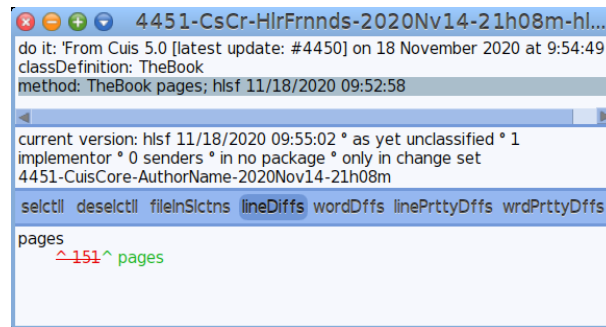 4451-CsCr-HlrFrnnds-2020Nv14-21h08m-hl...
do it: 'From Cuis 5.0 [latest update: #4450] on 18 November 2020 at 9:54:49
classDefinition: TheBook
method: TheBook pages; hlsf 11/18/2020 09:52:58
current version: hlsf 11/18/2020 09:55:02 ° as yet unclassified ° 1
implementor ° 0 senders ° in no package ° only in change set
4451-CuisCore-AuthorName-2020Nov14-21h08m
selctll deselctll fileInSlctns lineDiffs wordDffs linePrttyDffs wrdPrttyDffs
pages
^ 151^ pages